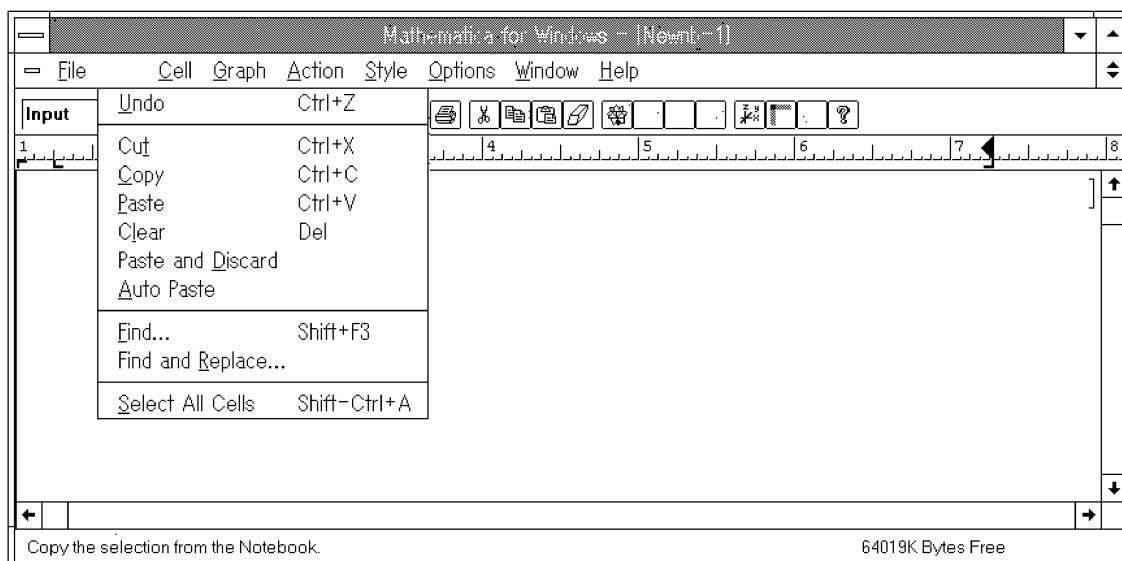 Mathematica for Windows - [Newnb-1]
File Cell Graph Action Style Options Window Help
Input
Undo Ctrl+Z
1 4 5 6 7 8
Cut Ctrl+X
Copy Ctrl+C
Paste Ctrl+V
Clear Del
Paste and Discard
Auto Paste
Find... Shift+F3
Find and Replace...
Select All Cells Shift-Ctrl+A
Copy the selection from the Notebook. 64019K Bytes Free